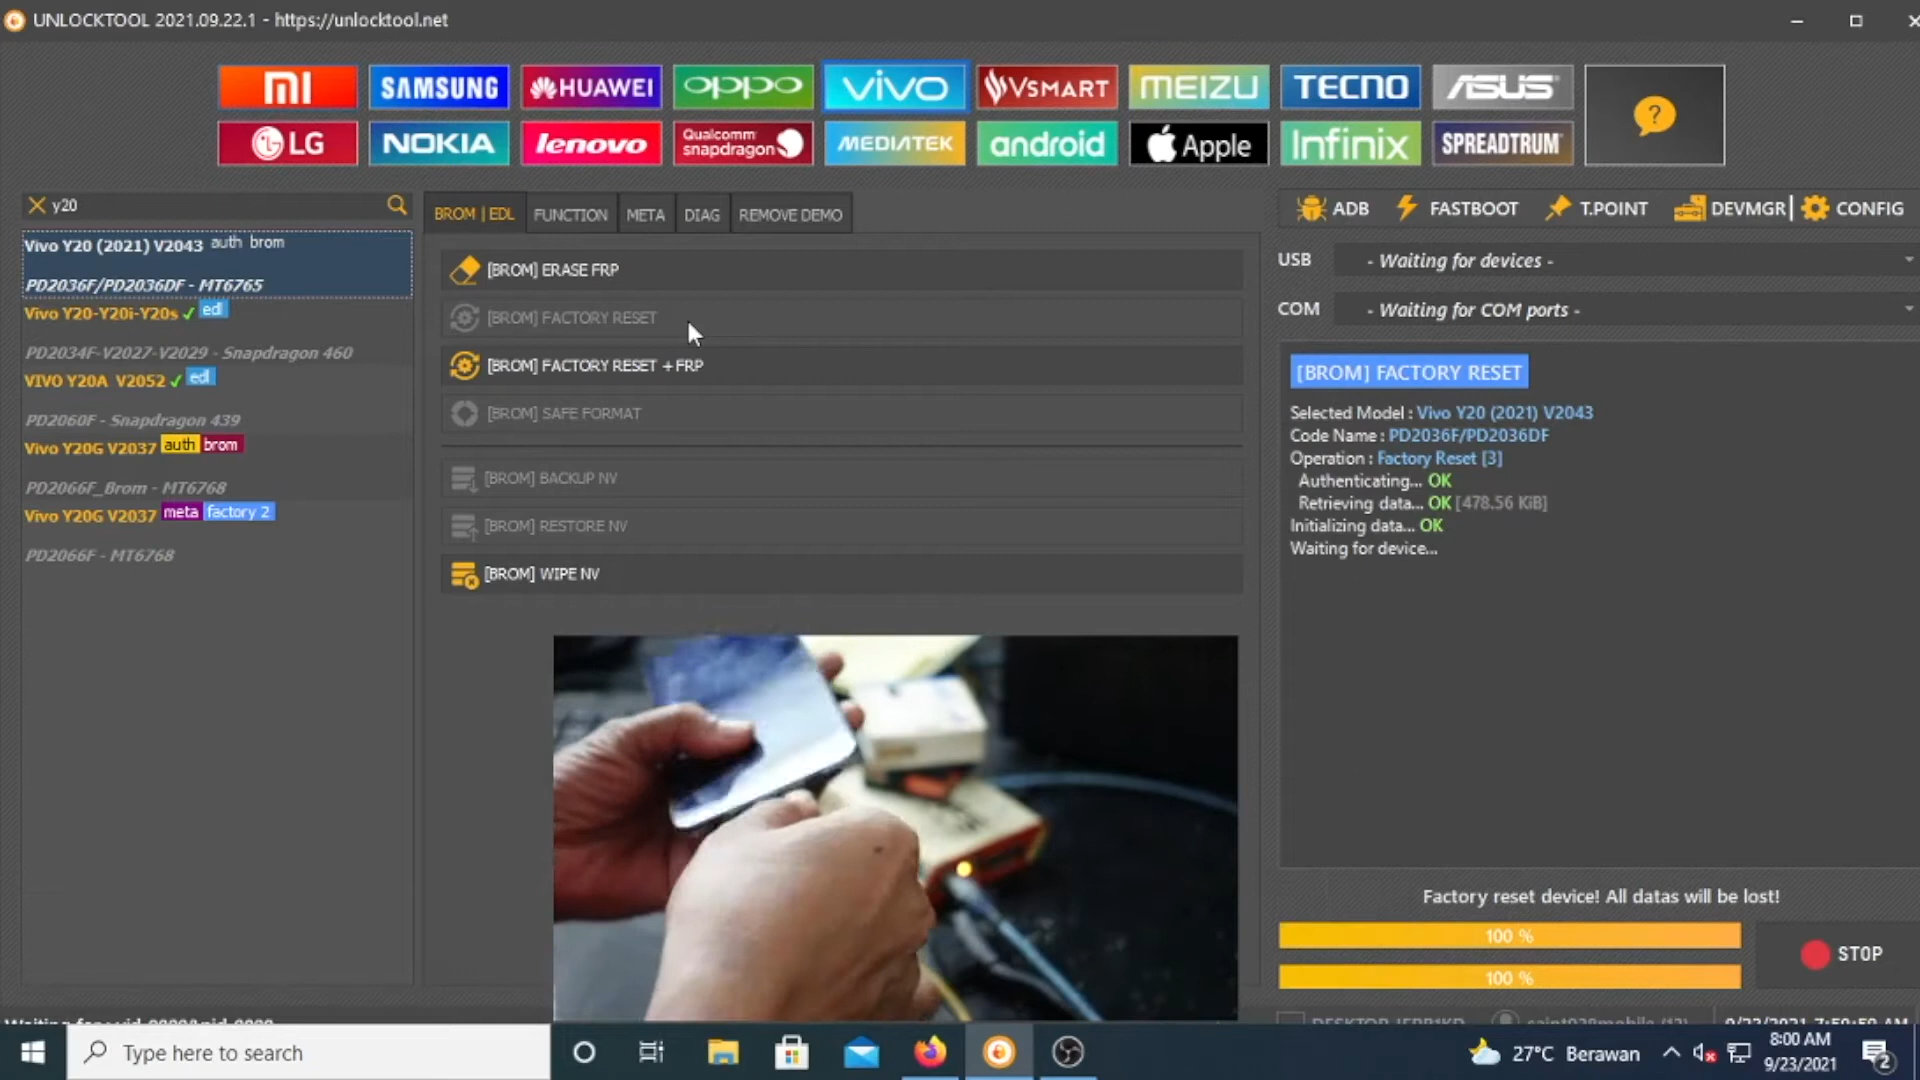 UNLOCKTOOL 2021.09.22.1 - https://unlocktool.net
MI SAMSUNG HUAWEI oppo vivo VSMART MEIZU TECNO ASUS ?
LG NOKIA lenovo Qualcomm snapdragon MEDIATEK android Apple Infinix SPREADTRUM
y20
Vivo Y20 (2021) V2043 auth brom
PD2036F/PD2036DF - MT6765
Vivo Y20-Y20i-Y20s ✓ edl
PD2034F-V2027-V2029 - Snapdragon 460
VIVO Y20A V2052 ✓ edl
PD2060F - Snapdragon 439
Vivo Y20G V2037 auth brom
PD2066F_Brom - MT6768
Vivo Y20G V2037 meta factory 2
PD2066F - MT6768
BROM | EDL FUNCTION META DIAG REMOVE DEMO
[BROM] ERASE FRP
[BROM] FACTORY RESET
[BROM] FACTORY RESET + FRP
[BROM] SAFE FORMAT
[BROM] BACKUP NV
[BROM] RESTORE NV
[BROM] WIPE NV
ADB FASTBOOT T.POINT DEVMGR CONFIG
USB - Waiting for devices -
COM - Waiting for COM ports -
[BROM] FACTORY RESET
Selected Model : Vivo Y20 (2021) V2043
Code Name : PD2036F/PD2036DF
Operation : Factory Reset [3]
Authenticating... OK
Retrieving data... OK [478.56 KiB]
Initializing data... OK
Waiting for device...
Factory reset device! All datas will be lost!
100 %
100 %
STOP
Type here to search
27°C Berawan
8:00 AM
9/23/2021
2